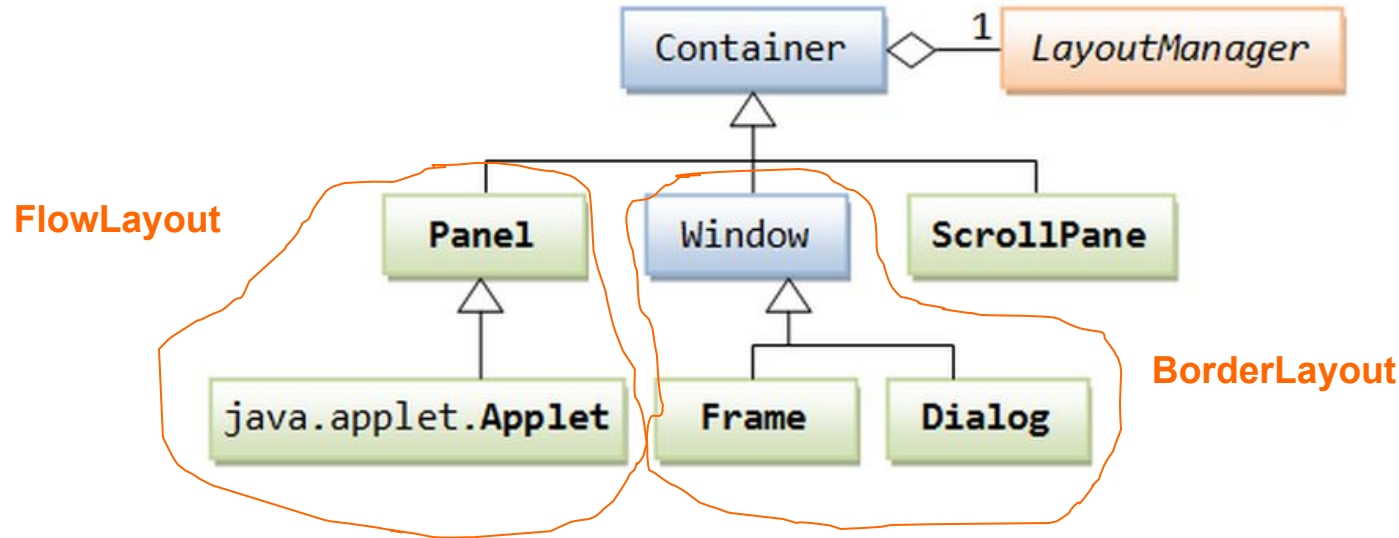 Container
1
LayoutManager
FlowLayout
Panel
Window
ScrollPane
BorderLayout
java.applet.Applet
Frame
Dialog